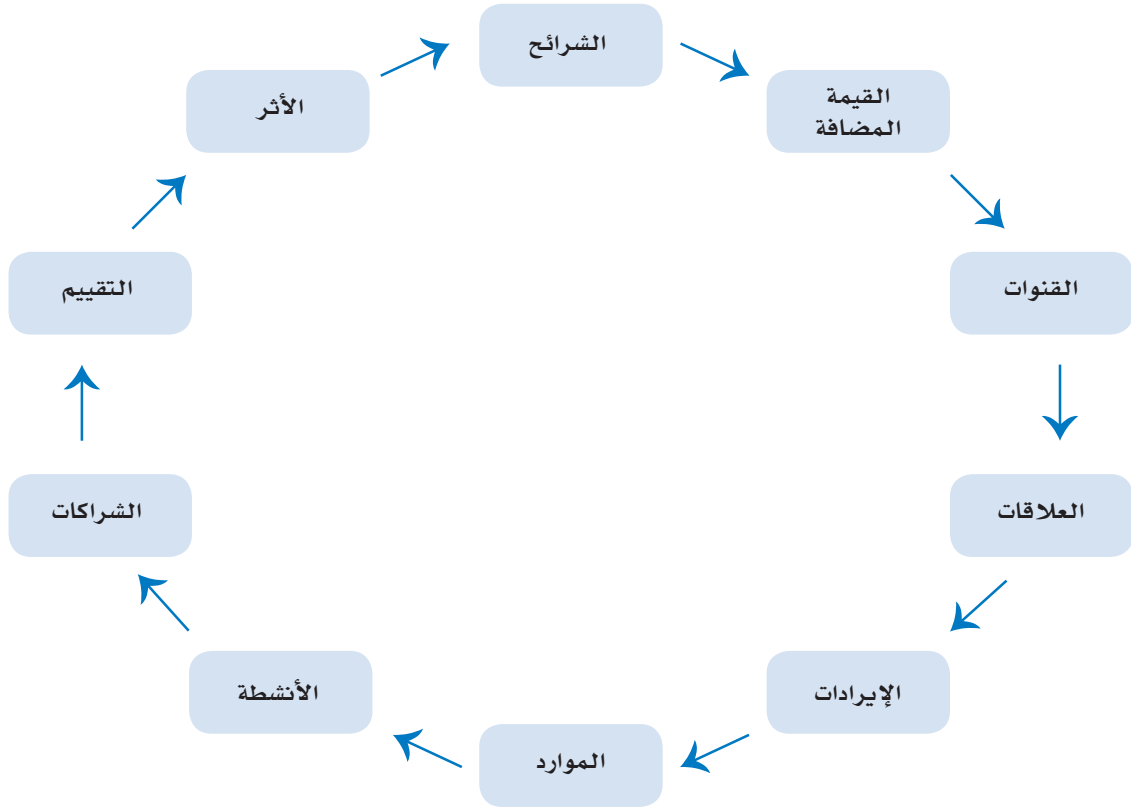 الشرائح
القيمة
المضافة
القنوات
العلاقات
الإيرادات
الموارد
الأنشطة
الشراكات
التقييم
الأثر